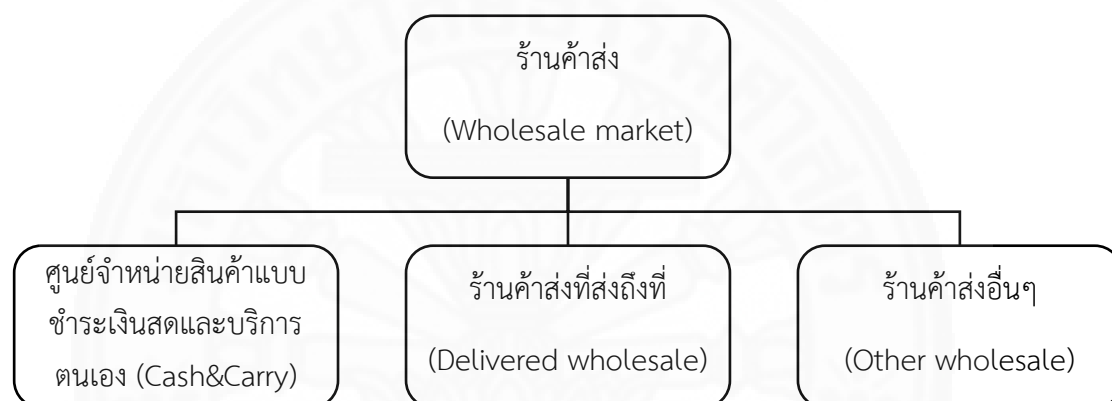 ร้านค้าส่ง
(Wholesale market)
ศูนย์จำหน่ายสินค้าแบบ
ชำระเงินสดและบริการ
ตนเอง (Cash&Carry)
ร้านค้าส่งที่ส่งถึงที่
(Delivered wholesale)
ร้านค้าส่งอื่นๆ
(Other wholesale)